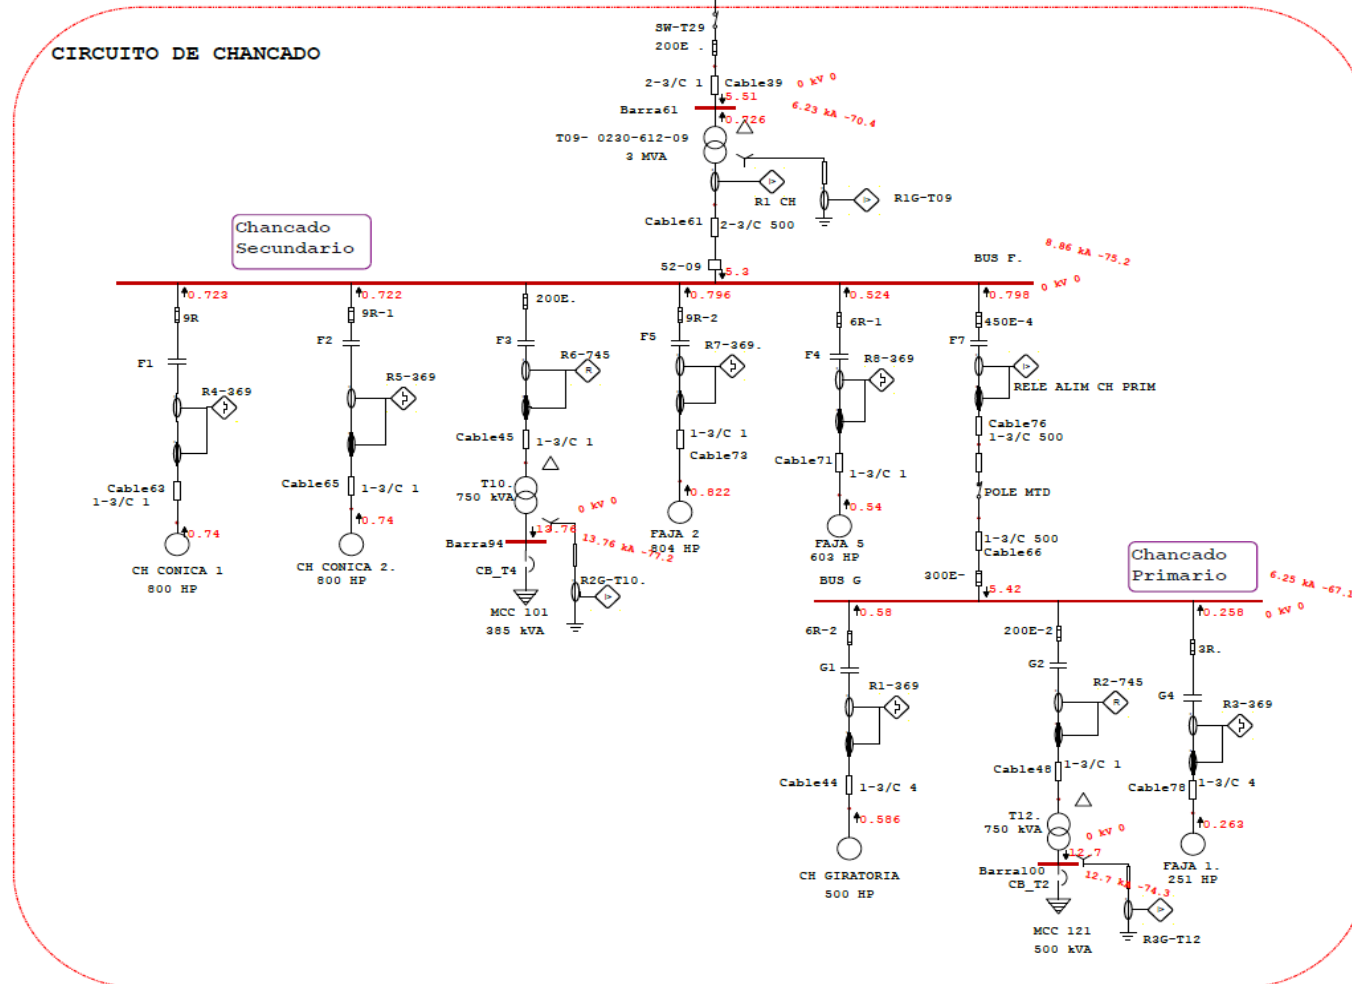 CIRCUITO DE CHANCADO
SW-T29
200E .
2-3/C 1 Cable39
0 kV 0
5.51
Barra61
6.23 kA -70.4
0.726
T09- 0230-612-09
3 MVA
R1 CH
R1G-T09
Cable61
2-3/C 500
52-09
5.3
Chancado
Secundario
BUS F.
8.86 kA -75.2
0 kV 0
0.723
0.722
0.796
0.524
0.798
9R
9R-1
200E.
9R-2
6R-1
450E-4
F1
F2
F3
F5
F4
F7
R4-369
R5-369
R6-745
R7-369.
R8-369
RELE ALIM CH PRIM
Cable76
1-3/C 500
Cable45
1-3/C 1
1-3/C 1
Cable73
Cable71
1-3/C 1
Cable63
1-3/C 1
Cable65
1-3/C 1
T10.
750 kVA
0 kV 0
POLE MTD
0.74
0.74
13.76
0.822
0.54
Barra94
13.76 kA -77.2
CH CONICA 1
800 HP
CH CONICA 2.
800 HP
CB_T4
MCC 101
385 kVA
R2G-T10.
FAJA 2
804 HP
FAJA 5
603 HP
1-3/C 500
Cable66
300E-
5.42
Chancado
Primario
BUS G
6.25 kA -67.1
0 kV 0
0.58
0.258
6R-2
200E-2
3R.
G1
G2
G4
R1-369
R2-745
R3-369
Cable44
1-3/C 4
Cable48
1-3/C 1
Cable78
1-3/C 4
0.586
T12.
750 kVA
0 kV 0
0.263
12.7
CH GIRATORIA
500 HP
Barra100
CB_T2
12.7 kA -74.3
FAJA 1.
251 HP
MCC 121
500 kVA
R3G-T12